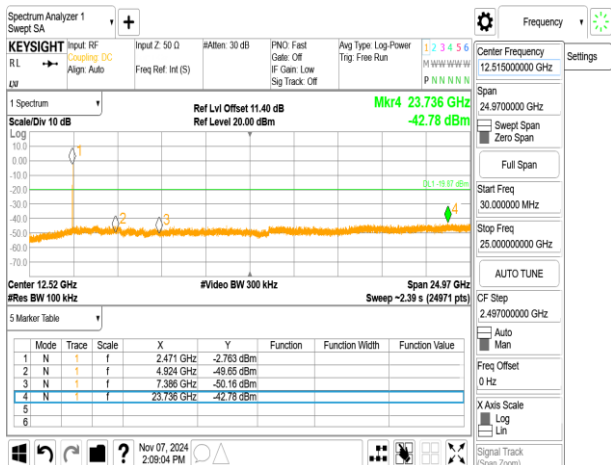 Spectrum Analyzer 1
Swept SA
Frequency
KEYSIGHT
RL
Input: RF
Coupling: DC
Align: Auto
Input Z: 50 Ω
Freq Ref: Int (S)
#Atten: 30 dB
PNO: Fast
Gate: Off
IF Gain: Low
Sig Track: Off
Avg Type: Log-Power
Trig: Free Run
1 2 3 4 5 6
M W W W W W
P N N N N N
1 Spectrum
Scale/Div 10 dB
Ref Lvl Offset 11.40 dB
Ref Level 20.00 dBm
Mkr4 23.736 GHz
-42.78 dBm
Log
10.0
0.00
-10.0
-20.0
-30.0
-40.0
-50.0
-60.0
-70.0
1
2
3
4
Center 12.52 GHz
#Res BW 100 kHz
#Video BW 300 kHz
Span 24.97 GHz
Sweep ~2.39 s (24971 pts)
5 Marker Table
Mode Trace Scale X Y Function Function Width Function Value
1 N 1 f 2.471 GHz -2.763 dBm
2 N 1 f 4.924 GHz -49.65 dBm
3 N 1 f 7.386 GHz -50.16 dBm
4 N 1 f 23.736 GHz -42.78 dBm
5
6
Nov 07, 2024
2:09:04 PM
?
Center Frequency
12.515000000 GHz
Settings
Span
24.9700000 GHz
Swept Span
Zero Span
Full Span
Start Freq
30.000000 MHz
Stop Freq
25.000000000 GHz
AUTO TUNE
CF Step
2.497000000 GHz
Auto
Man
Freq Offset
0 Hz
X Axis Scale
Log
Lin
Signal Track
(Span Zoom)